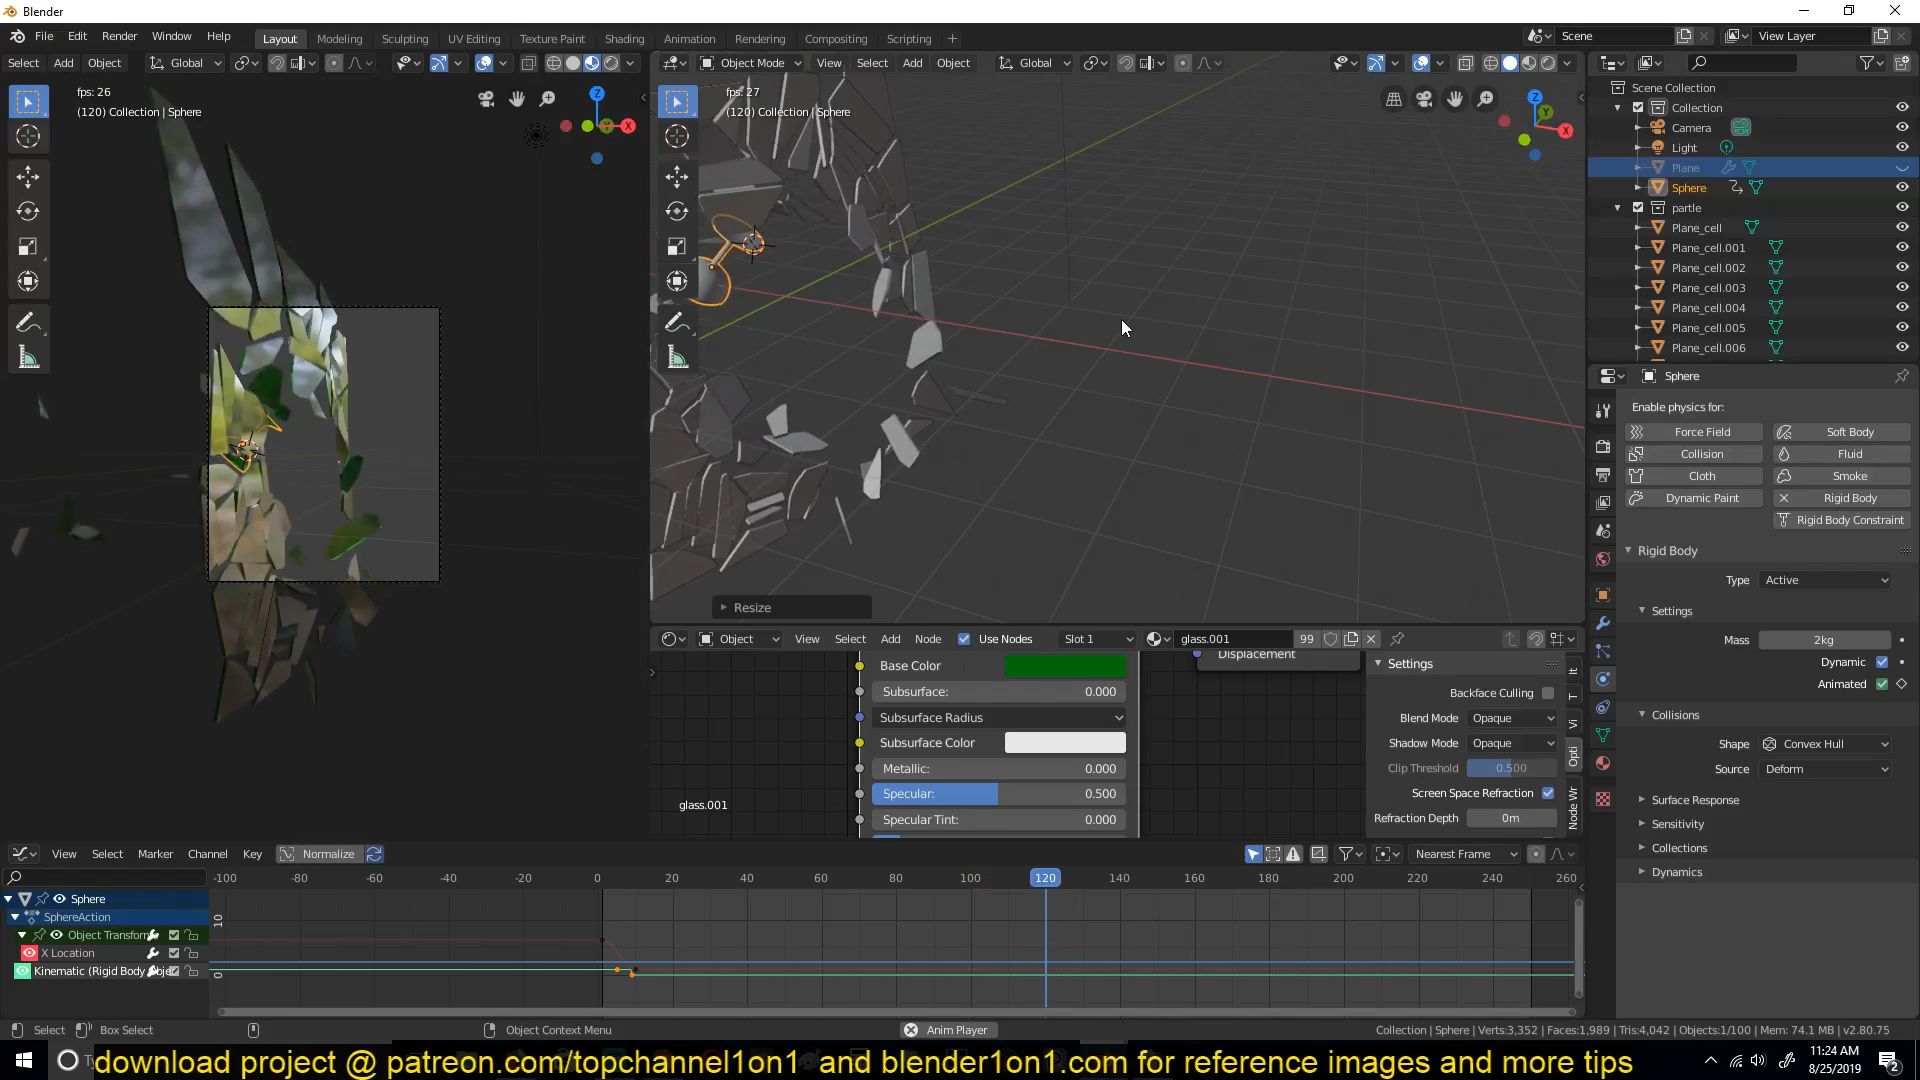 Blender
File Edit Render Window Help
Layout Modeling Sculpting UV Editing Texture Paint Shading Animation Rendering Compositing Scripting
Scene
View Layer
Select Add Object Global
Object Mode View Select Add Object Global
fps: 26
(120) Collection | Sphere
fps: 27
(120) Collection | Sphere
Scene Collection
Collection
Camera
Light
Plane
Sphere
partle
Plane_cell
Plane_cell.001
Plane_cell.002
Plane_cell.003
Plane_cell.004
Plane_cell.005
Plane_cell.006
Sphere
Enable physics for:
Force Field Soft Body
Collision Fluid
Cloth Smoke
Dynamic Paint Rigid Body
Rigid Body Constraint
Rigid Body
Type Active
Settings
Mass 2kg
Dynamic
Animated
Collisions
Shape Convex Hull
Source Deform
Surface Response
Sensitivity
Collections
Dynamics
Resize
Object View Select Add Node Use Nodes Slot 1 glass.001 99
Base Color
Subsurface: 0.000
Subsurface Radius
Subsurface Color
Metallic: 0.000
Specular: 0.500
Specular Tint: 0.000
glass.001
Displacement
Settings
Backface Culling
Blend Mode Opaque
Shadow Mode Opaque
Clip Threshold 0.500
Screen Space Refraction
Refraction Depth 0m
It
T
Vi
Opti
Node Wr
View Select Marker Channel Key Normalize Nearest Frame
-100 -80 -60 -40 -20 0 20 40 60 80 100 120 140 160 180 200 220 240 260
10
0
Sphere
SphereAction
Object Transform
X Location
Kinematic (Rigid Body Obje
Select Box Select Object Context Menu Anim Player
Collection | Sphere | Verts:3,352 | Faces:1,989 | Tris:4,042 | Objects:1/100 | Mem: 74.1 MB | v2.80.75
download project @ patreon.com/topchannel1on1 and blender1on1.com for reference images and more tips
11:24 AM
8/25/2019
2